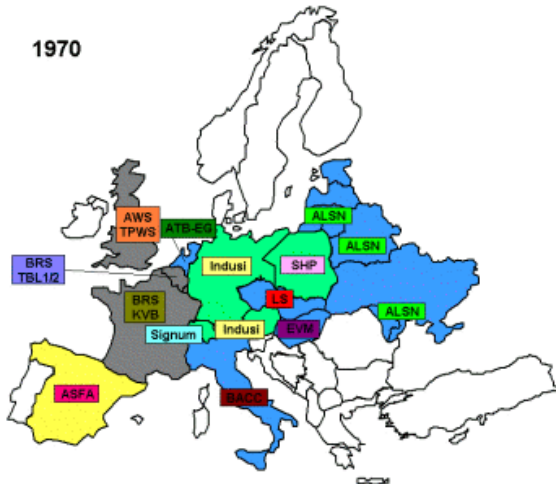 1970
AWS
TPWS
ATB-EG
ALSN
ALSN
BRS
TBL1/2
Indusi
SHP
LS
BRS
KVB
ALSN
Signum
Indusi
EVM
ASFA
BACC